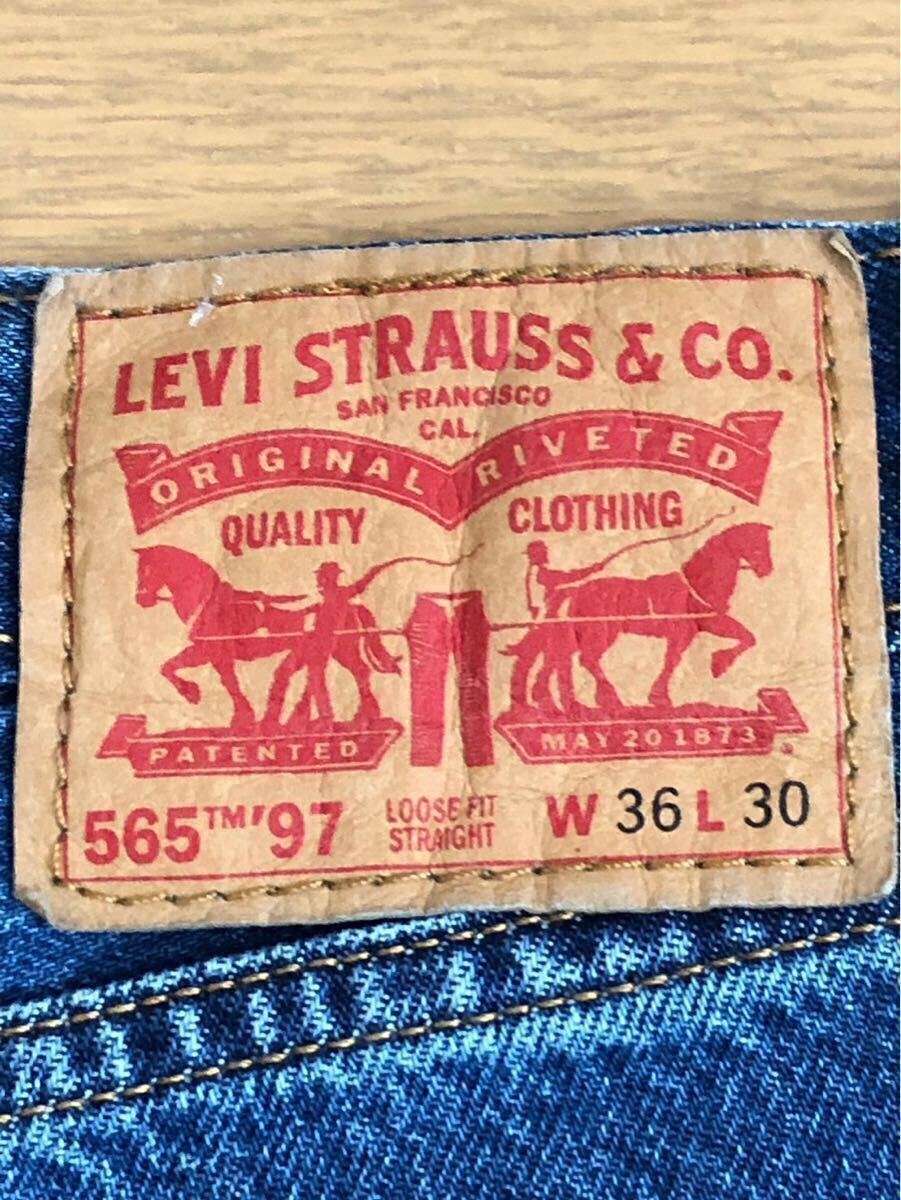 LEVI STRAUSS & CO.
SAN FRANCISCO
CAL.
ORIGINAL RIVETED
QUALITY CLOTHING
PATENTED MAY 20 1873
565™'97 LOOSE FIT STRAIGHT W 36 L 30